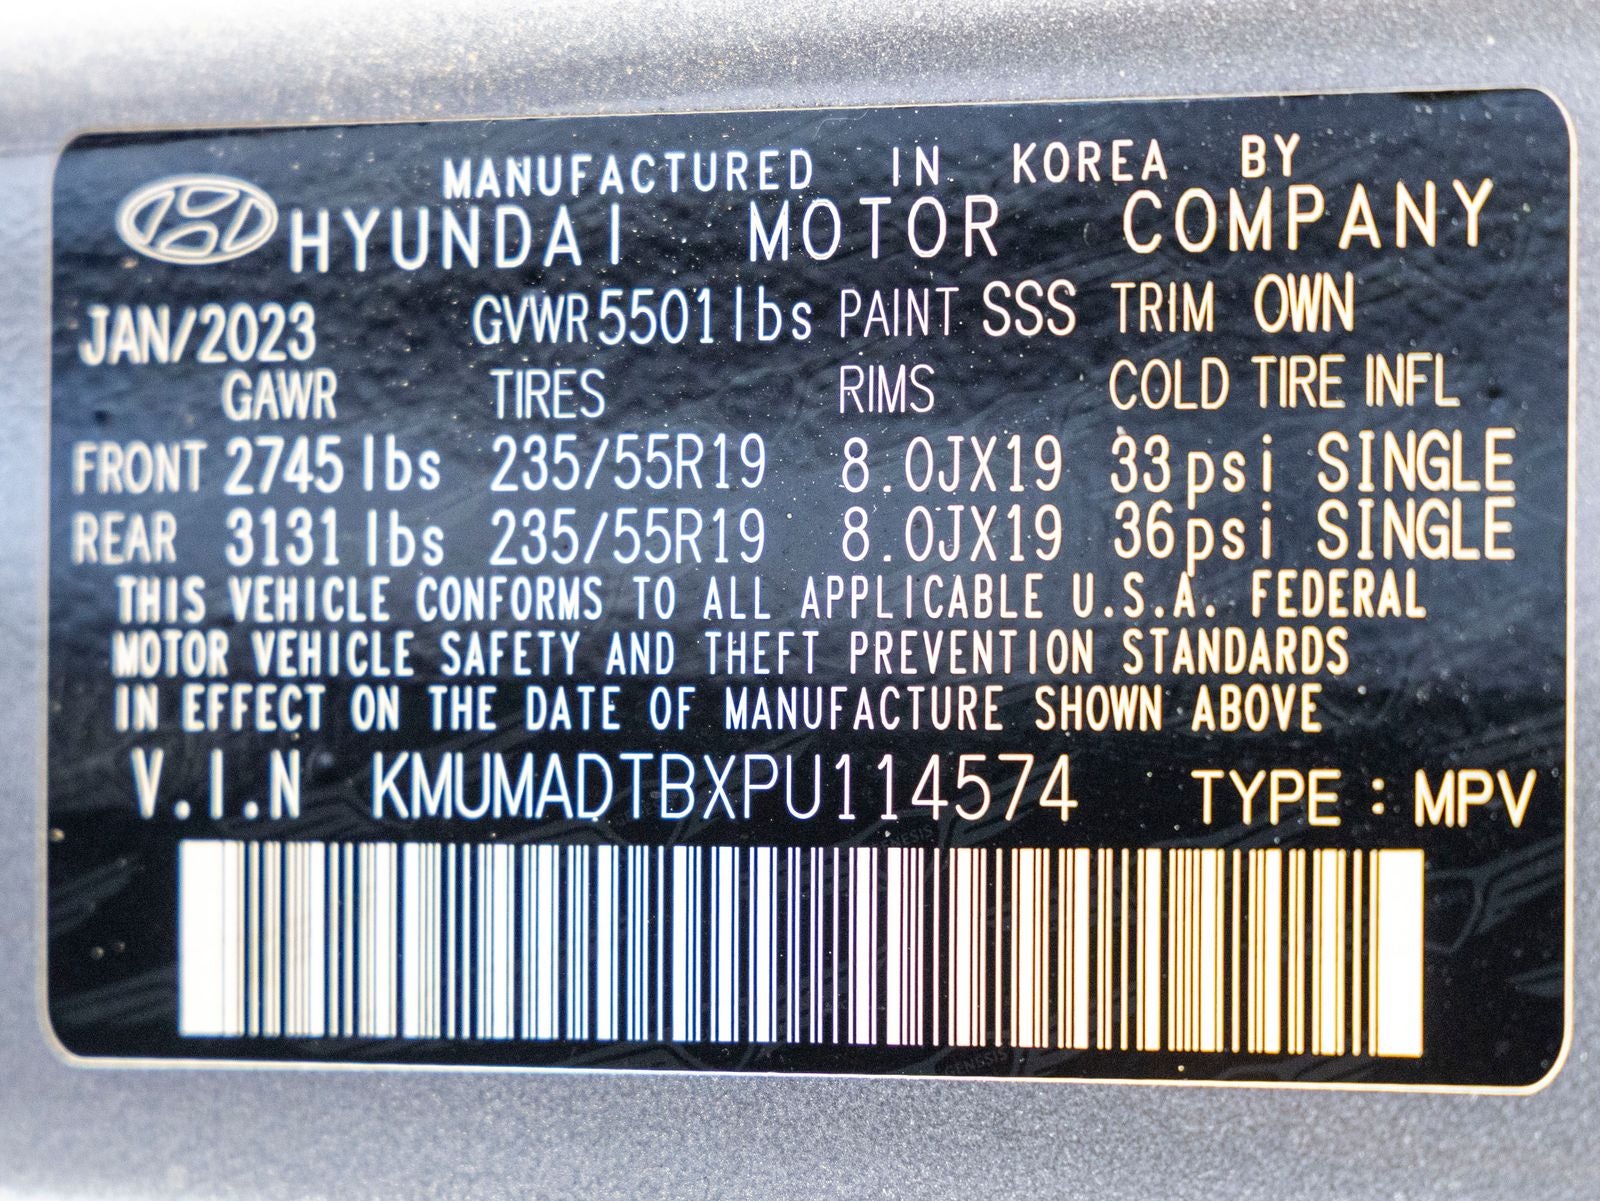 MANUFACTURED IN KOREA BY
HYUNDAI MOTOR COMPANY
JAN/2023 GVWR 5501 lbs PAINT SSS TRIM OWN
GAWR TIRES RIMS COLD TIRE INFL
FRONT 2745 lbs 235/55R19 8.0JX19 33psi SINGLE
REAR 3131 lbs 235/55R19 8.0JX19 36psi SINGLE
THIS VEHICLE CONFORMS TO ALL APPLICABLE U.S.A. FEDERAL
MOTOR VEHICLE SAFETY AND THEFT PREVENTION STANDARDS
IN EFFECT ON THE DATE OF MANUFACTURE SHOWN ABOVE
V.I.N KMUMADTBXPU114574 TYPE : MPV
GENESIS
GENESIS